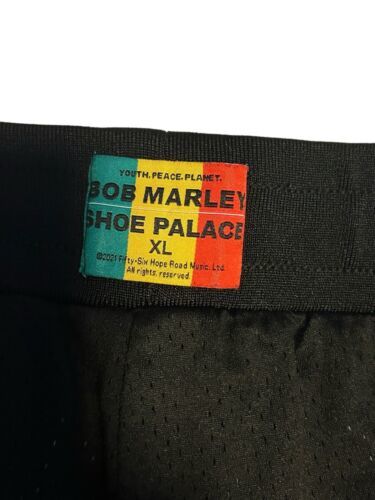 YOUTH. PEACE. PLANET.
BOB MARLEY
SHOE PALACE
XL
©2021 Fifty-Six Hope Road Music, Ltd.
All rights reserved